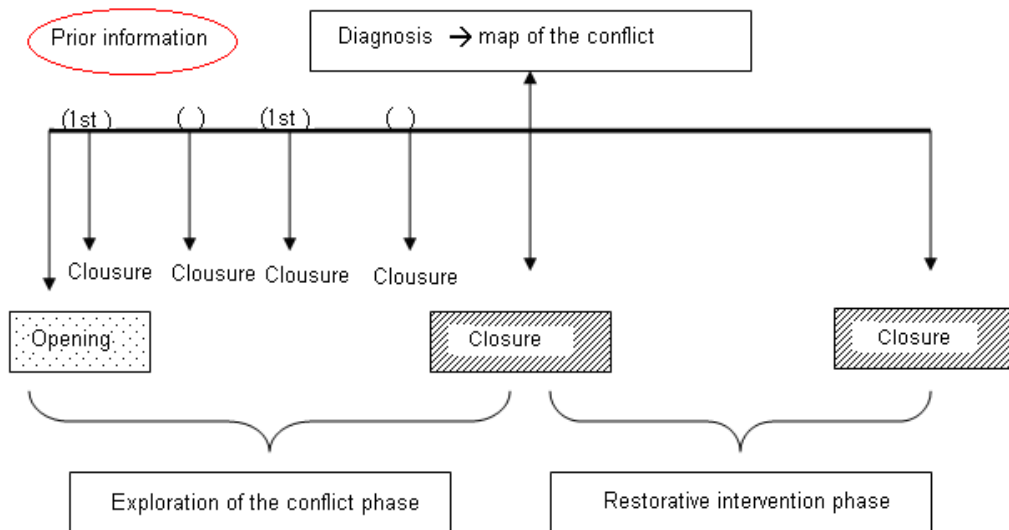 Prior information
Diagnosis → map of the conflict
(1st ) ( ) (1st ) ( )
Clousure Clousure Clousure Clousure
Opening Closure Closure
Exploration of the conflict phase Restorative intervention phase